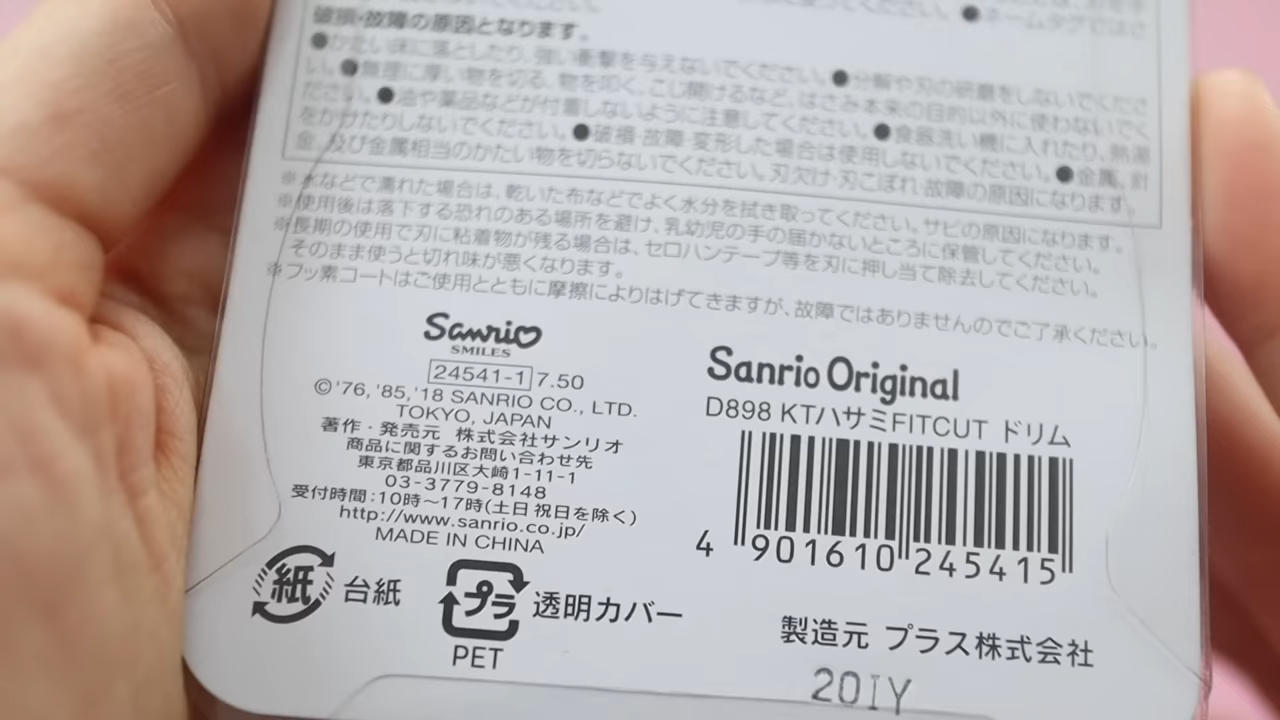 破損・故障の原因となります。
●かたい床に落としたり、強い衝撃を与えないでください。●分解や刃の研磨をしないでくださ
い。●無理に厚い物を切る、物を叩く、こじ開けるなど、はさみ本来の目的以外に使わないでく
ださい。●油や薬品などが付着しないように注意してください。●食器洗い機に入れたり、熱湯
をかけたりしないでください。●破損・故障・変形した場合は使用しないでください。●金属、針
金、及び金属相当のかたい物を切らないでください。刃欠け・刃こぼれ・故障の原因になります。
※水などで濡れた場合は、乾いた布などでよく水分を拭き取ってください。サビの原因になります。
※使用後は落下する恐れのある場所を避け、乳幼児の手の届かないところに保管してください。
※長期の使用で刃に粘着物が残る場合は、セロハンテープ等を刃に押し当て除去してください。
そのまま使うと切れ味が悪くなります。
※フッ素コートはご使用とともに摩擦によりはげてきますが、故障ではありませんのでご了承ください。
Sanrio
SMILES
24541-1 7.50
©'76, '85, '18 SANRIO CO., LTD.
TOKYO, JAPAN
著作・発売元 株式会社サンリオ
商品に関するお問い合わせ先
東京都品川区大崎1-11-1
03-3779-8148
受付時間:10時〜17時(土日祝日を除く)
http://www.sanrio.co.jp/
MADE IN CHINA
紙 台紙
プラ 透明カバー
PET
Sanrio Original
D898 KTハサミFITCUT ドリム
4 901610 245415
製造元 プラス株式会社
20IY